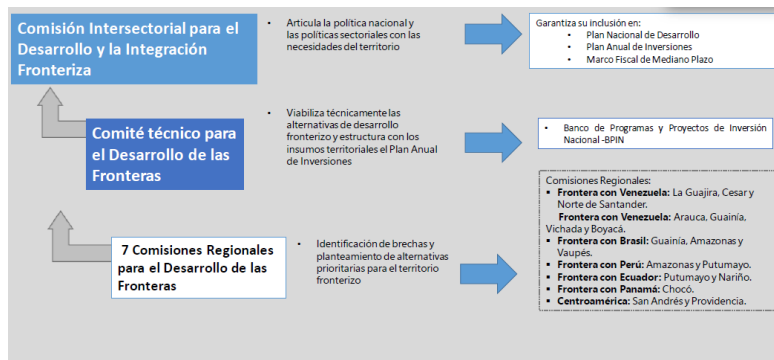 Comisión Intersectorial para el
Desarrollo y la Integración
Fronteriza
• Articula la política nacional y
las políticas sectoriales con las
necesidades del territorio
Garantiza su inclusión en:
• Plan Nacional de Desarrollo
• Plan Anual de Inversiones
• Marco Fiscal de Mediano Plazo
Comité técnico para
el Desarrollo de las
Fronteras
• Viabiliza técnicamente las
alternativas de desarrollo
fronterizo y estructura con los
insumos territoriales el Plan Anual
de Inversiones
• Banco de Programas y Proyectos de Inversión
Nacional -BPIN
7 Comisiones Regionales
para el Desarrollo de las
Fronteras
• Identificación de brechas y
planteamiento de alternativas
prioritarias para el territorio
fronterizo
Comisiones Regionales:
▪ Frontera con Venezuela: La Guajira, Cesar y
Norte de Santander.
Frontera con Venezuela: Arauca, Guainía,
Vichada y Boyacá.
▪ Frontera con Brasil: Guainía, Amazonas y
Vaupés.
▪ Frontera con Perú: Amazonas y Putumayo.
▪ Frontera con Ecuador: Putumayo y Nariño.
▪ Frontera con Panamá: Chocó.
▪ Centroamérica: San Andrés y Providencia.